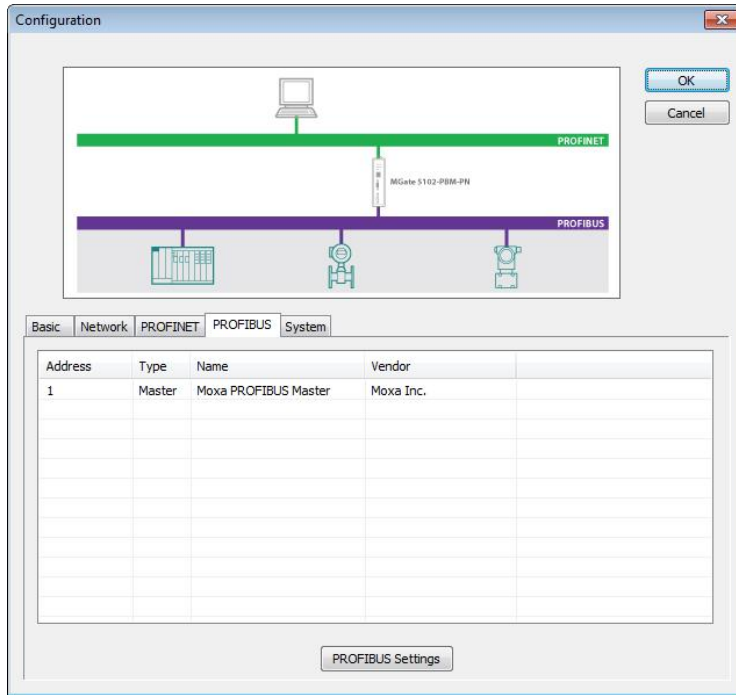 Configuration
OK
Cancel
PROFINET
MGate 5102-PBM-PN
PROFIBUS
Basic Network PROFINET PROFIBUS System
Address Type Name Vendor
1 Master Moxa PROFIBUS Master Moxa Inc.
PROFIBUS Settings